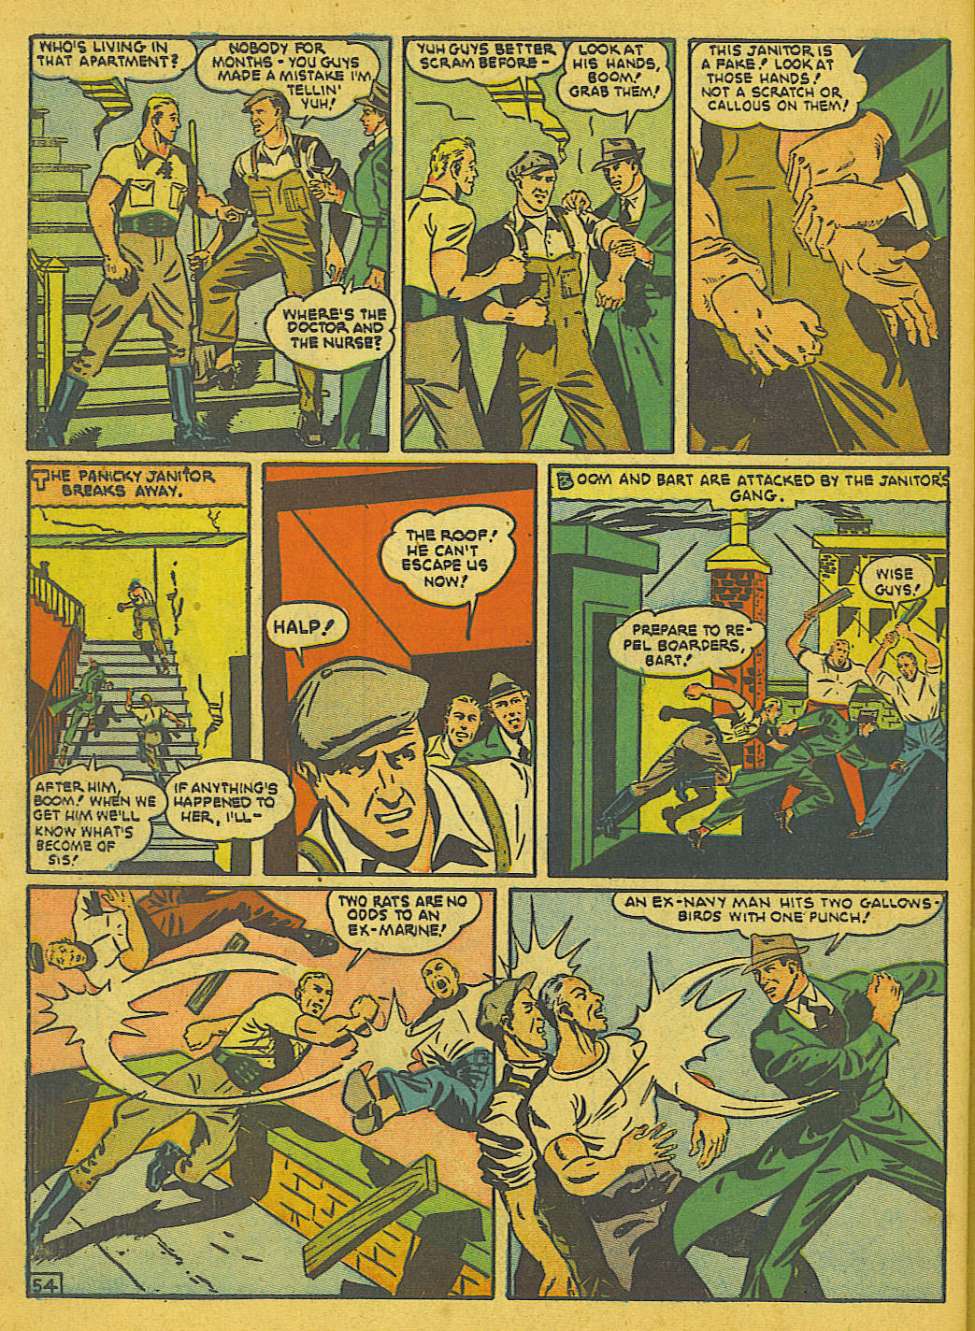 WHO'S LIVING IN
THAT APARTMENT?
NOBODY FOR
MONTHS - YOU GUYS
MADE A MISTAKE I'M
TELLIN'
YUH!
WHERE'S THE
DOCTOR AND
THE NURSE?
YUH GUYS BETTER
SCRAM BEFORE -
LOOK AT
HIS HANDS,
BOOM!
GRAB THEM!
THIS JANITOR IS
A FAKE! LOOK AT
THOSE HANDS!
NOT A SCRATCH OR
CALLOUS ON THEM!
THE PANICKY JANITOR
BREAKS AWAY.
AFTER HIM,
BOOM! WHEN WE
GET HIM WE'LL
KNOW WHAT'S
BECOME OF
SIS!
IF ANYTHING'S
HAPPENED TO
HER, I'LL -
HALP!
THE ROOF!
HE CAN'T
ESCAPE US
NOW!
BOOM AND BART ARE ATTACKED BY THE JANITOR'S
GANG.
PREPARE TO RE-
PEL BOARDERS,
BART!
WISE
GUYS!
TWO RATS ARE NO
ODDS TO AN
EX-MARINE!
AN EX-NAVY MAN HITS TWO GALLOWS-
BIRDS WITH ONE PUNCH!
54